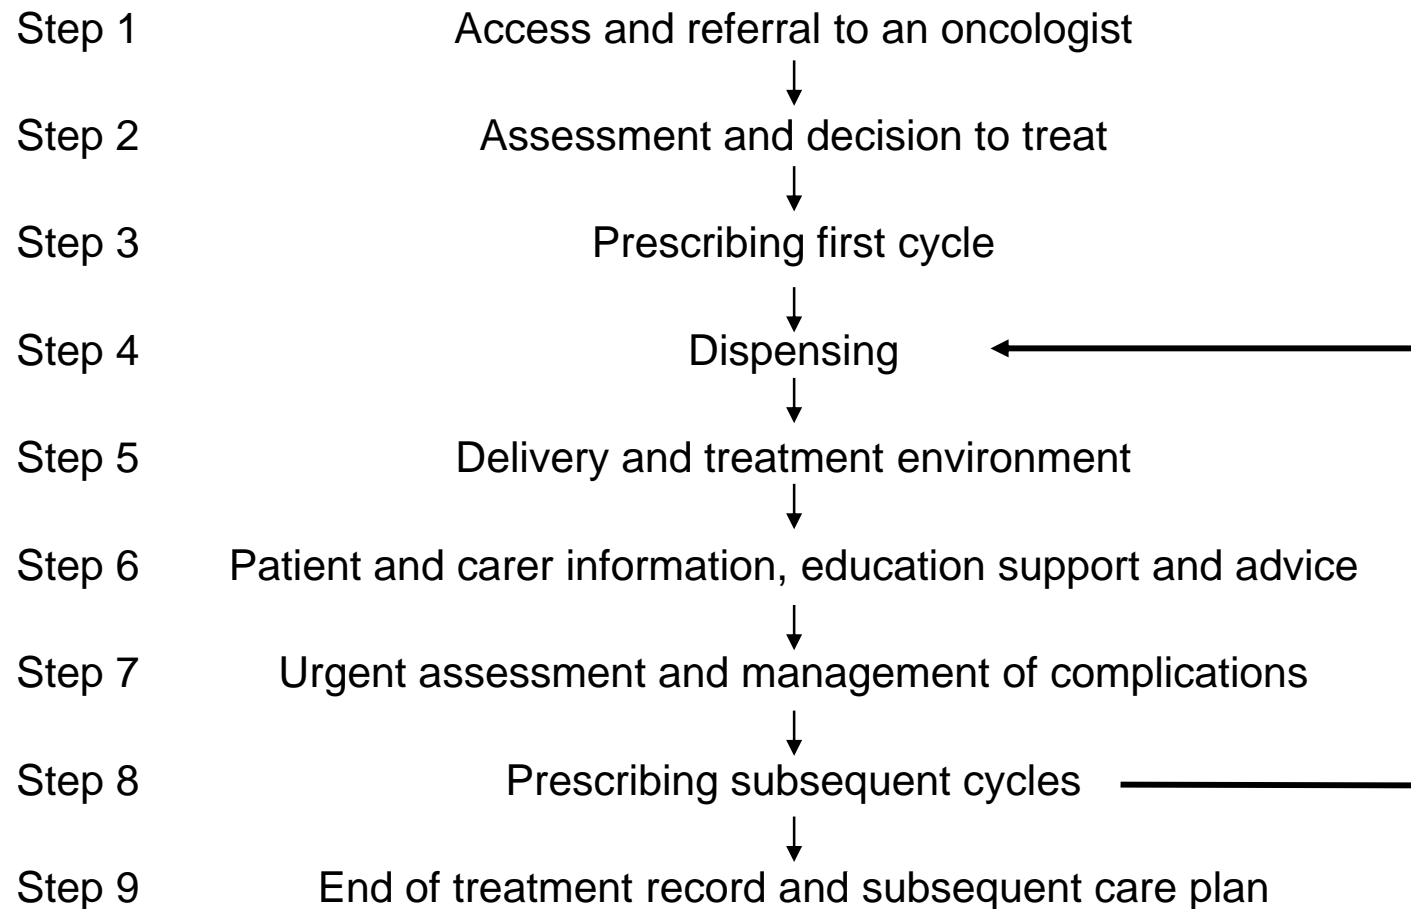 Step 1 Access and referral to an oncologist
Step 2 Assessment and decision to treat
Step 3 Prescribing first cycle
Step 4 Dispensing
Step 5 Delivery and treatment environment
Step 6 Patient and carer information, education support and advice
Step 7 Urgent assessment and management of complications
Step 8 Prescribing subsequent cycles
Step 9 End of treatment record and subsequent care plan